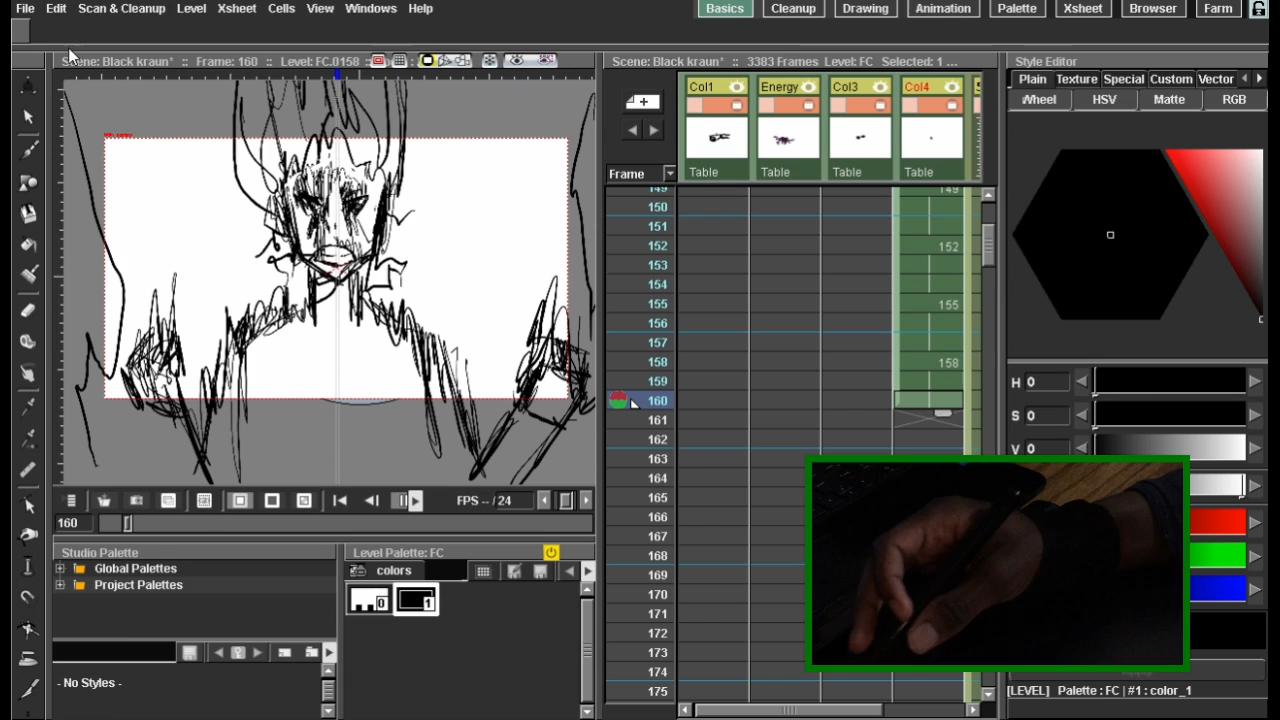 File Edit Scan & Cleanup Level Xsheet Cells View Windows Help
Basics Cleanup Drawing Animation Palette Xsheet Browser Farm
Scene: Black kraun* :: Frame: 160 :: Level: FC.0158
Scene: Black kraun* :: 3383 Frames Level: FC Selected: 1 ...
Style Editor
Plain Texture Special Custom Vector
Wheel HSV Matte RGB
Col1 Energy Col3 Col4
Table Table Table Table
Frame
149 149
150
151
152 152
153
154
155 155
156
157
158 158
159
160
161
162
163
164
165
166
167
168
169
170
171
172
173
174
175
H 0
S 0
V 0
FPS -- /24
160
Studio Palette
Global Palettes
Project Palettes
- No Styles -
Level Palette: FC
colors
0 1
[LEVEL] Palette : FC | #1 : color_1